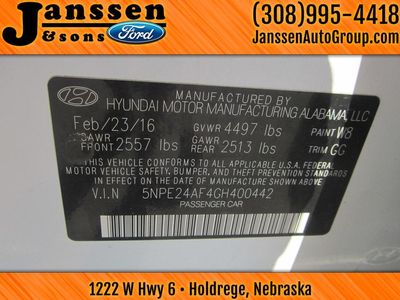 Janssen
& sons
Ford
(308)995-4418
JanssenAutoGroup.com
HYUNDAI MOTOR MANUFACTURING ALABAMA, LLC
Feb/23/16 GVWR 4497 lbs PAINT W8
GAWR FRONT 2557 lbs GAWR REAR 2513 lbs TRIM GG
THIS VEHICLE CONFORMS TO ALL APPLICABLE U.S.A. FEDERAL
MOTOR VEHICLE SAFETY, BUMPER, AND THEFT PREVENTION STANDARDS
IN EFFECT ON THE DATE OF MANUFACTURE SHOWN ABOVE.
V.I.N 5NPE24AF4GH400442
PASSENGER CAR
1222 W Hwy 6 • Holdrege, Nebraska